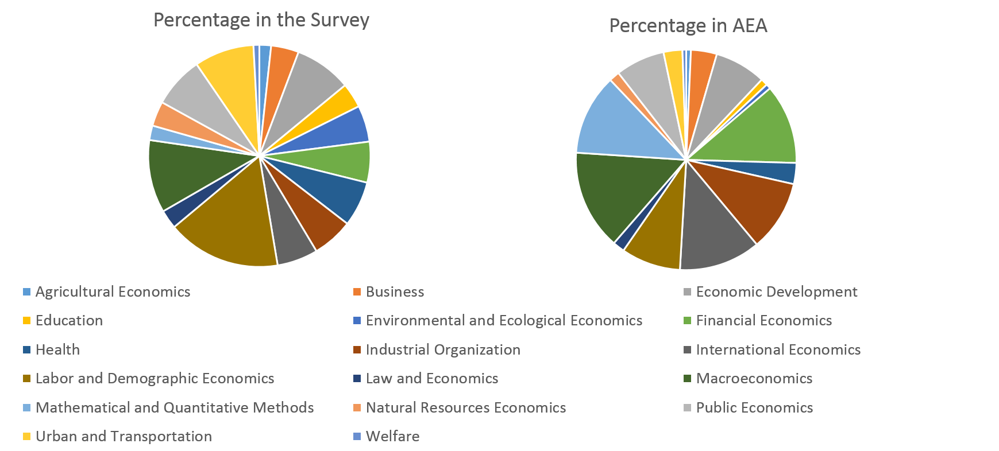 Percentage in the Survey
Percentage in AEA
Agricultural Economics
Business
Economic Development
Education
Environmental and Ecological Economics
Financial Economics
Health
Industrial Organization
International Economics
Labor and Demographic Economics
Law and Economics
Macroeconomics
Mathematical and Quantitative Methods
Natural Resources Economics
Public Economics
Urban and Transportation
Welfare